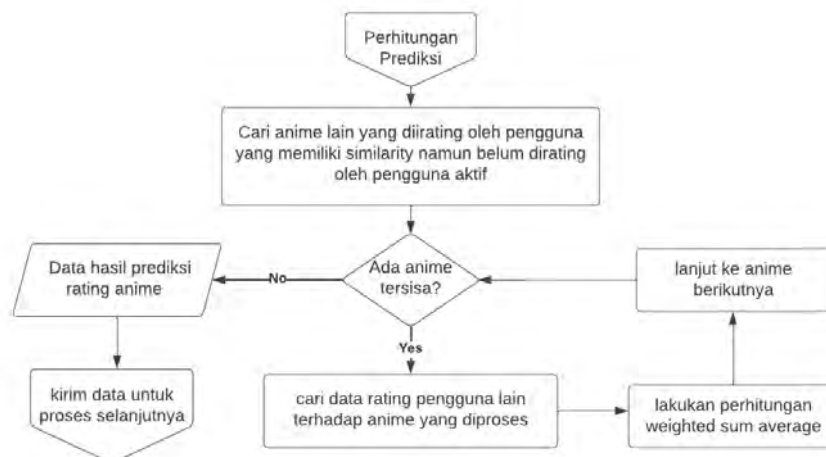 Perhitungan
Prediksi
Cari anime lain yang diirating oleh pengguna
yang memiliki similarity namun belum dirating
oleh pengguna aktif
Ada anime
tersisa?
No
Data hasil prediksi
rating anime
kirim data untuk
proses selanjutnya
Yes
cari data rating pengguna lain
terhadap anime yang diproses
lakukan perhitungan
weighted sum average
lanjut ke anime
berikutnya